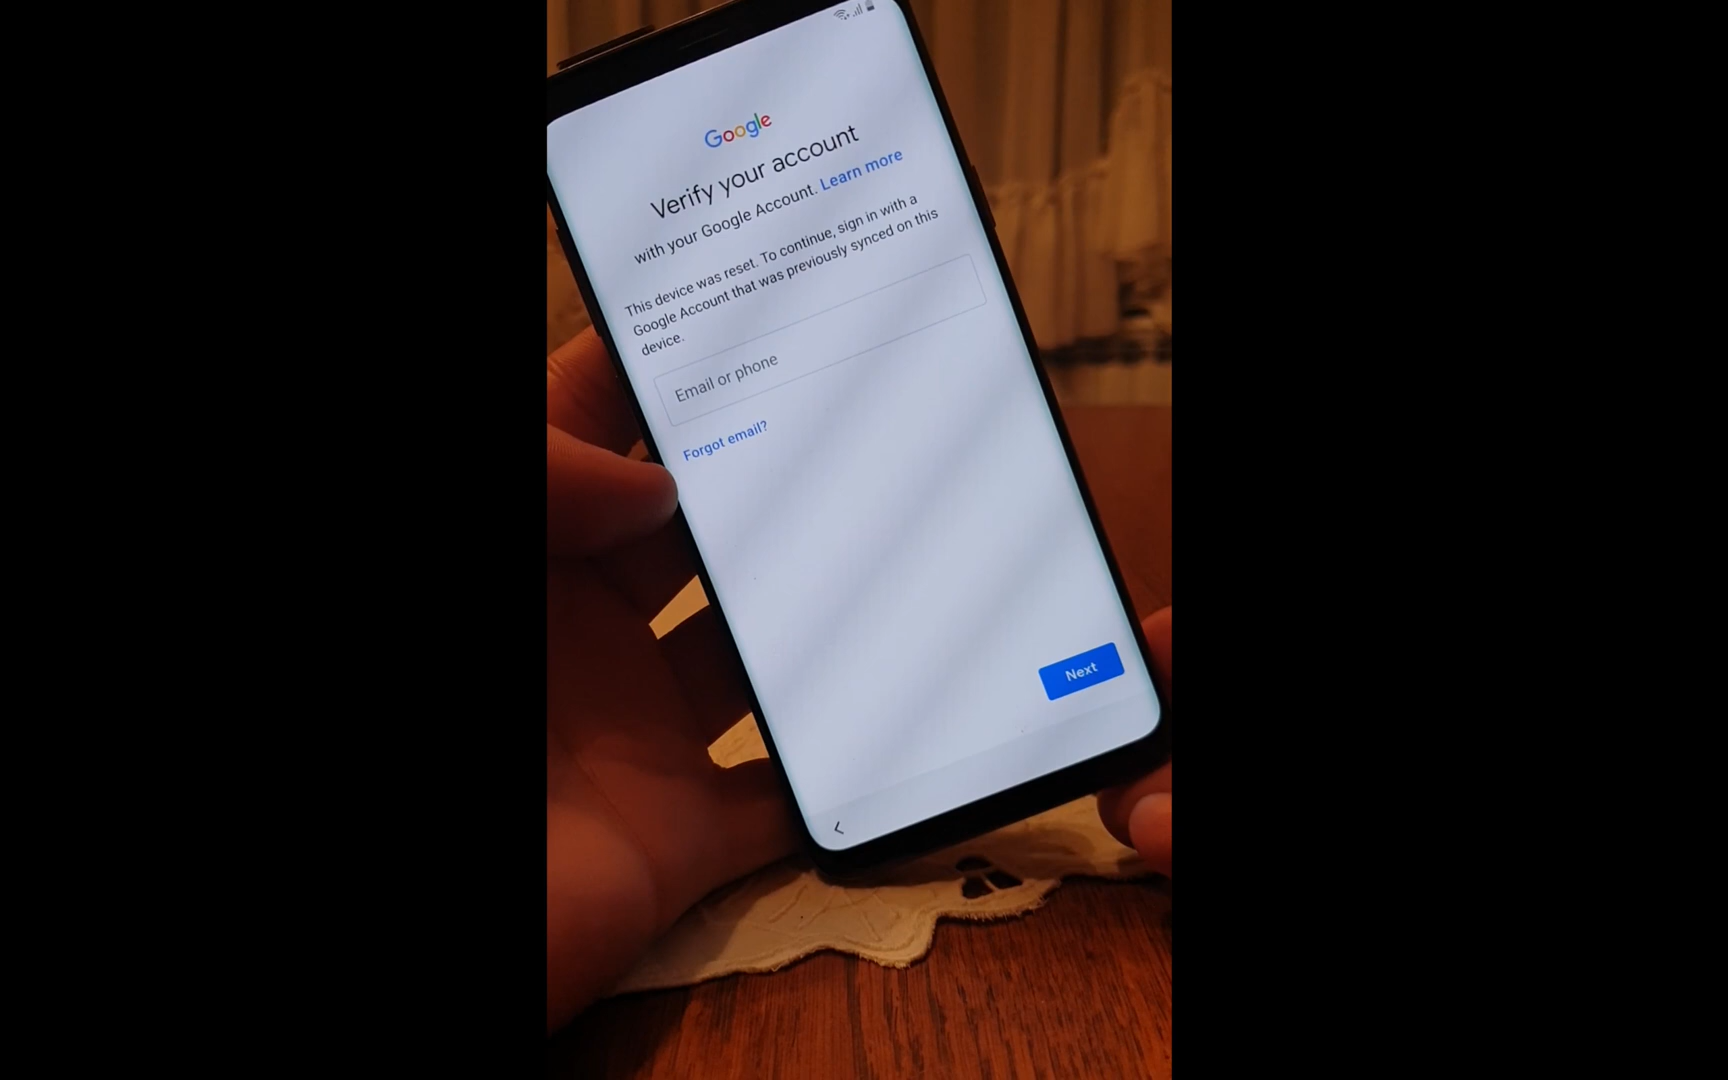 Google
Verify your account
with your Google Account. Learn more
This device was reset. To continue, sign in with a
Google Account that was previously synced on this
device.
Email or phone
Forgot email?
Next